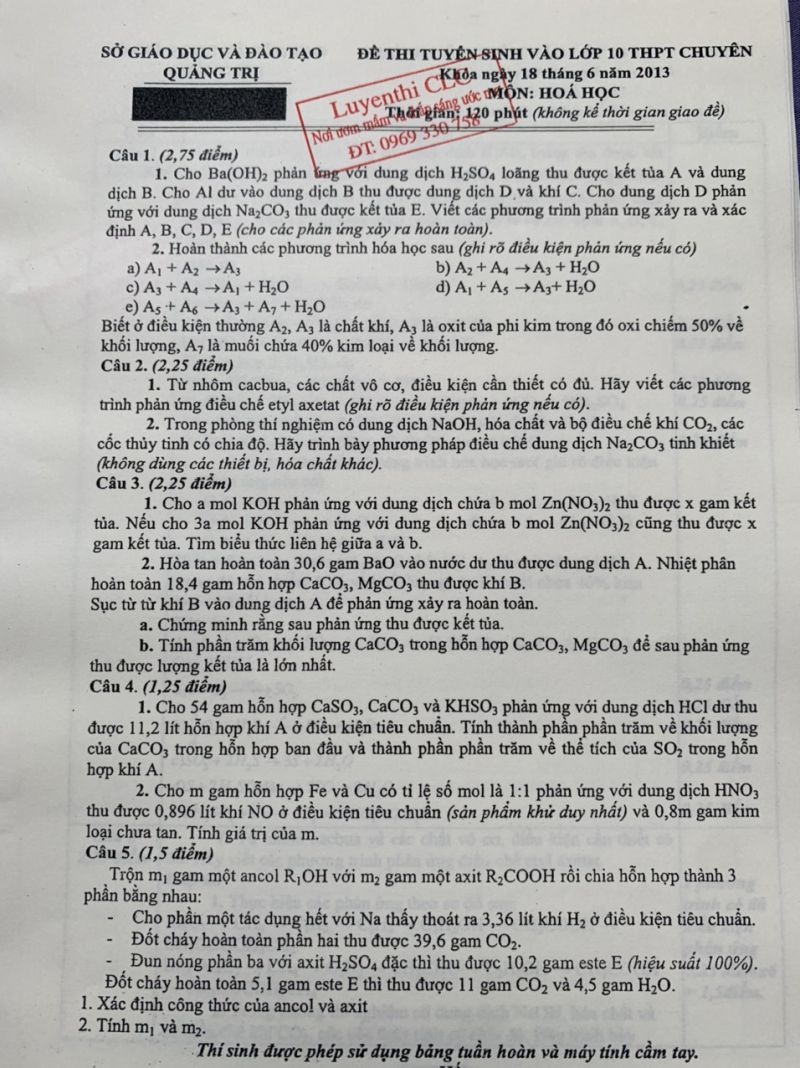 SỞ GIÁO DỤC VÀ ĐÀO TẠO ĐỀ THI TUYỂN SINH VÀO LỚP 10 THPT CHUYÊN
QUẢNG TRỊ Khóa ngày 18 tháng 6 năm 2013
MÔN: HOÁ HỌC
Thời gian: 120 phút (không kể thời gian giao đề)
Luyenthi CLC
Nơi ươm mầm và sáng ước
ĐT: 0969 330 758
Câu 1. (2,75 điểm)
1. Cho Ba(OH)₂ phản ứng với dung dịch H₂SO₄ loãng thu được kết tủa A và dung
dịch B. Cho Al dư vào dung dịch B thu được dung dịch D và khí C. Cho dung dịch D phản
ứng với dung dịch Na₂CO₃ thu được kết tủa E. Viết các phương trình phản ứng xảy ra và xác
định A, B, C, D, E (cho các phản ứng xảy ra hoàn toàn).
2. Hoàn thành các phương trình hóa học sau (ghi rõ điều kiện phản ứng nếu có)
a) A₁ + A₂ → A₃ b) A₂ + A₄ → A₃ + H₂O
c) A₃ + A₄ → A₁ + H₂O d) A₁ + A₅ → A₃+ H₂O
e) A₅ + A₆ → A₃ + A₇ + H₂O
Biết ở điều kiện thường A₂, A₃ là chất khí, A₃ là oxit của phi kim trong đó oxi chiếm 50% về
khối lượng, A₇ là muối chứa 40% kim loại về khối lượng.
Câu 2. (2,25 điểm)
1. Từ nhôm cacbua, các chất vô cơ, điều kiện cần thiết có đủ. Hãy viết các phương
trình phản ứng điều chế etyl axetat (ghi rõ điều kiện phản ứng nếu có).
2. Trong phòng thí nghiệm có dung dịch NaOH, hóa chất và bộ điều chế khí CO₂, các
cốc thủy tinh có chia độ. Hãy trình bày phương pháp điều chế dung dịch Na₂CO₃ tinh khiết
(không dùng các thiết bị, hóa chất khác).
Câu 3. (2,25 điểm)
1. Cho a mol KOH phản ứng với dung dịch chứa b mol Zn(NO₃)₂ thu được x gam kết
tủa. Nếu cho 3a mol KOH phản ứng với dung dịch chứa b mol Zn(NO₃)₂ cũng thu được x
gam kết tủa. Tìm biểu thức liên hệ giữa a và b.
2. Hòa tan hoàn toàn 30,6 gam BaO vào nước dư thu được dung dịch A. Nhiệt phân
hoàn toàn 18,4 gam hỗn hợp CaCO₃, MgCO₃ thu được khí B.
Sục từ từ khí B vào dung dịch A để phản ứng xảy ra hoàn toàn.
a. Chứng minh rằng sau phản ứng thu được kết tủa.
b. Tính phần trăm khối lượng CaCO₃ trong hỗn hợp CaCO₃, MgCO₃ để sau phản ứng
thu được lượng kết tủa là lớn nhất.
Câu 4. (1,25 điểm)
1. Cho 54 gam hỗn hợp CaSO₃, CaCO₃ và KHSO₃ phản ứng với dung dịch HCl dư thu
được 11,2 lít hỗn hợp khí A ở điều kiện tiêu chuẩn. Tính thành phần phần trăm về khối lượng
của CaCO₃ trong hỗn hợp ban đầu và thành phần phần trăm về thể tích của SO₂ trong hỗn
hợp khí A.
2. Cho m gam hỗn hợp Fe và Cu có tỉ lệ số mol là 1:1 phản ứng với dung dịch HNO₃
thu được 0,896 lít khí NO ở điều kiện tiêu chuẩn (sản phẩm khử duy nhất) và 0,8m gam kim
loại chưa tan. Tính giá trị của m.
Câu 5. (1,5 điểm)
Trộn m₁ gam một ancol R₁OH với m₂ gam một axit R₂COOH rồi chia hỗn hợp thành 3
phần bằng nhau:
- Cho phần một tác dụng hết với Na thấy thoát ra 3,36 lít khí H₂ ở điều kiện tiêu chuẩn.
- Đốt cháy hoàn toàn phần hai thu được 39,6 gam CO₂.
- Đun nóng phần ba với axit H₂SO₄ đặc thì thu được 10,2 gam este E (hiệu suất 100%).
Đốt cháy hoàn toàn 5,1 gam este E thì thu được 11 gam CO₂ và 4,5 gam H₂O.
1. Xác định công thức của ancol và axit
2. Tính m₁ và m₂.
Thí sinh được phép sử dụng bảng tuần hoàn và máy tính cầm tay.